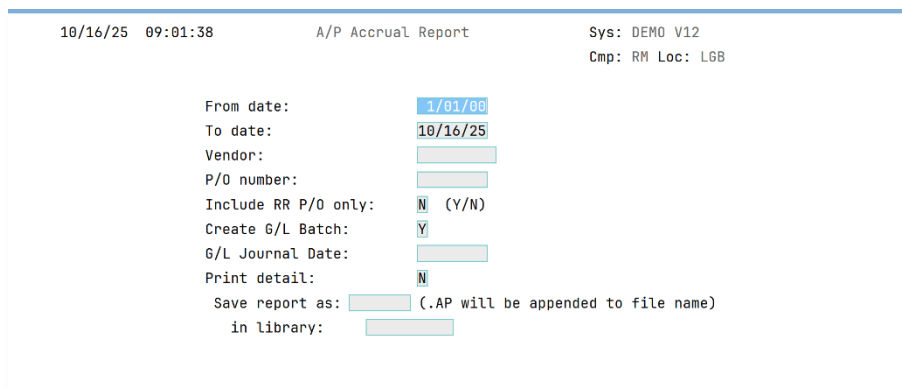 10/16/25  09:01:38  A/P Accrual Report  Sys: DEMO V12
Cmp: RM Loc: LGB
From date: 1/01/00
To date: 10/16/25
Vendor:
P/O number:
Include RR P/O only: N (Y/N)
Create G/L Batch: Y
G/L Journal Date:
Print detail: N
Save report as: (.AP will be appended to file name)
in library: